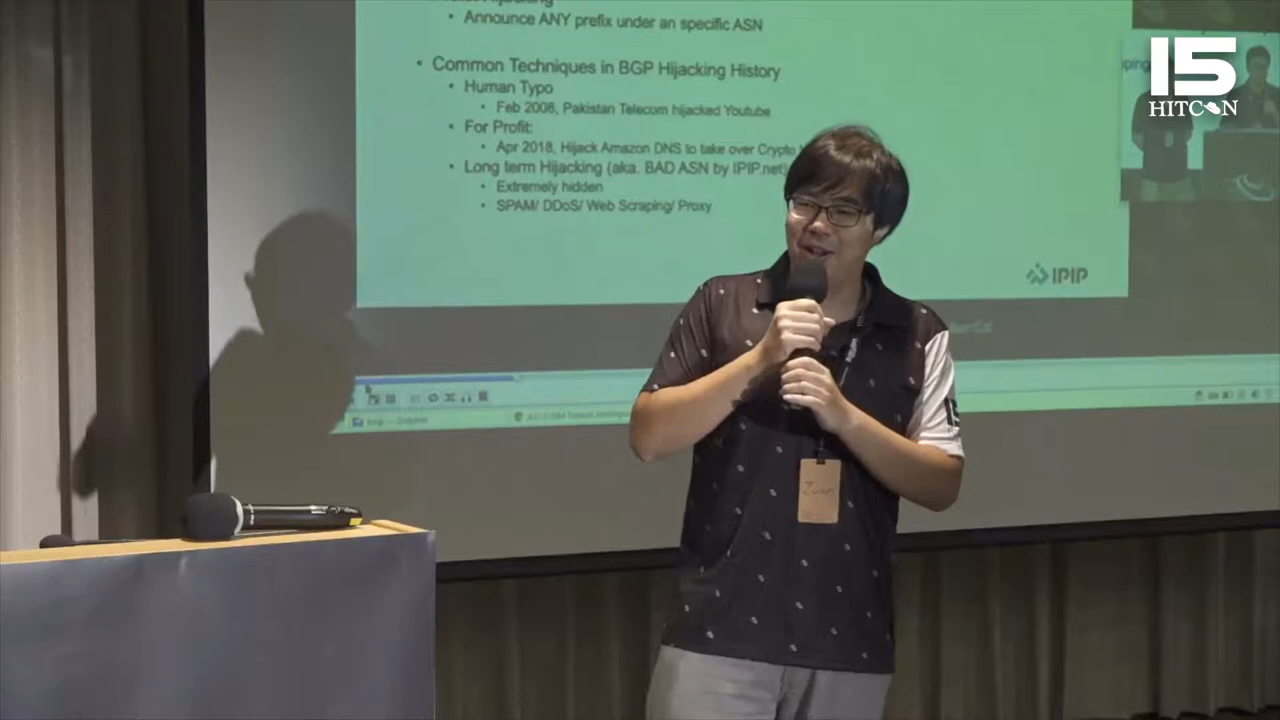 Announce ANY prefix under an specific ASN
Common Techniques in BGP Hijacking History
Human Typo
Feb 2008, Pakistan Telecom hijacked Youtube
For Profit:
Apr 2018, Hijack Amazon DNS to take over Crypto
Long term Hijacking (aka. BAD ASN by IPIP.net)
Extremely hidden
SPAM/ DDoS/ Web Scraping/ Proxy
IPIP
15
HITCON